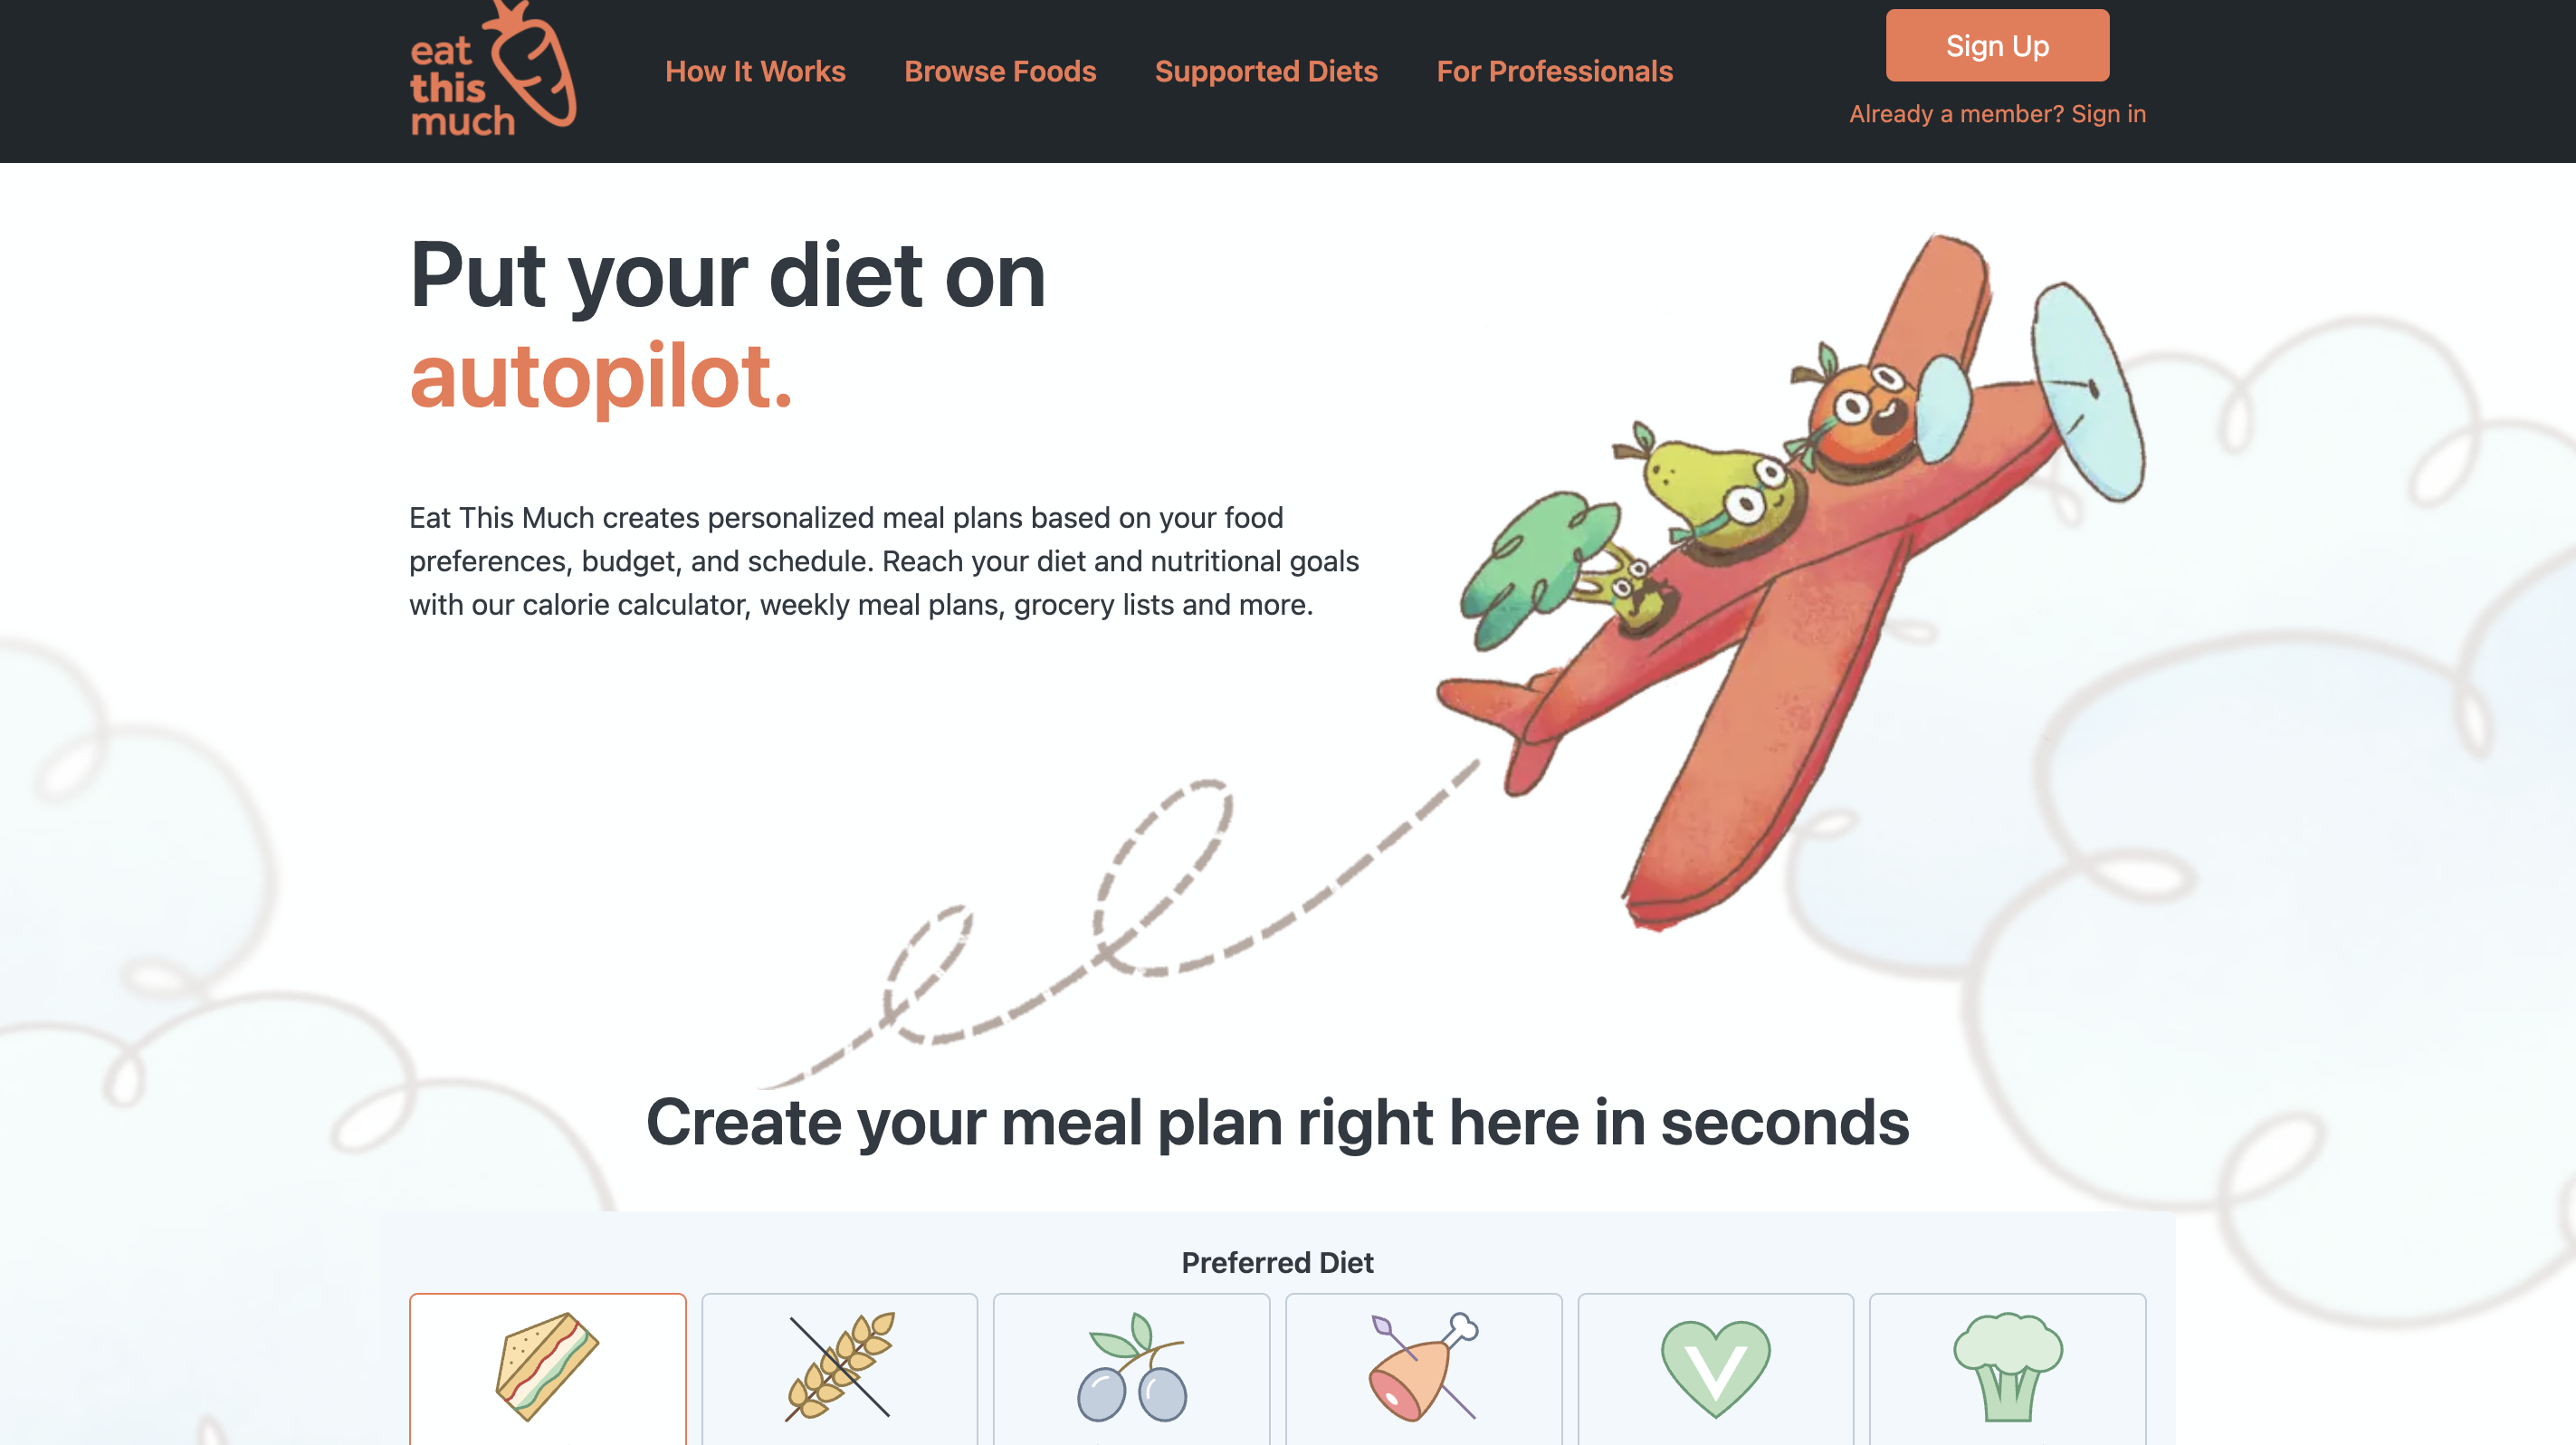 eat
this
much
How It Works
Browse Foods
Supported Diets
For Professionals
Sign Up
Already a member? Sign in
Put your diet on
autopilot.
Eat This Much creates personalized meal plans based on your food
preferences, budget, and schedule. Reach your diet and nutritional goals
with our calorie calculator, weekly meal plans, grocery lists and more.
Create your meal plan right here in seconds
Preferred Diet
V